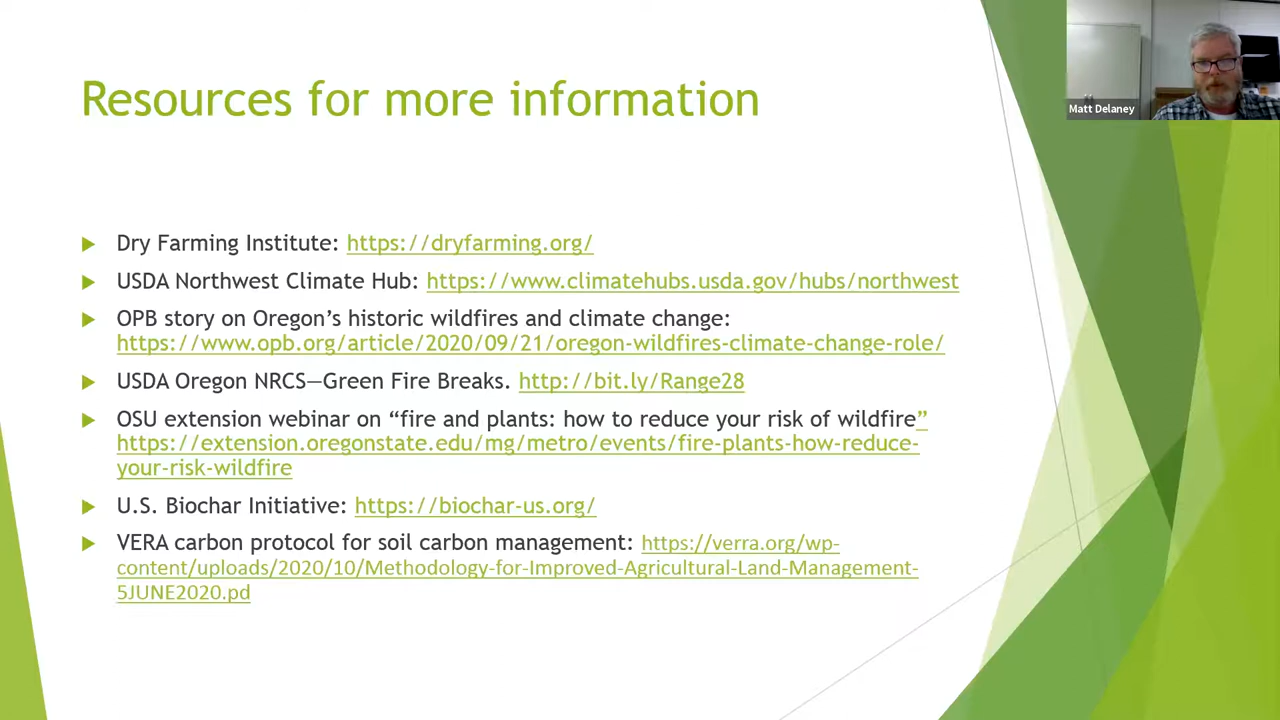 Resources for more information
Matt Delaney
Dry Farming Institute: https://dryfarming.org/
USDA Northwest Climate Hub: https://www.climatehubs.usda.gov/hubs/northwest
OPB story on Oregon’s historic wildfires and climate change:
https://www.opb.org/article/2020/09/21/oregon-wildfires-climate-change-role/
USDA Oregon NRCS—Green Fire Breaks. http://bit.ly/Range28
OSU extension webinar on “fire and plants: how to reduce your risk of wildfire”
https://extension.oregonstate.edu/mg/metro/events/fire-plants-how-reduce-
your-risk-wildfire
U.S. Biochar Initiative: https://biochar-us.org/
VERA carbon protocol for soil carbon management: https://verra.org/wp-
content/uploads/2020/10/Methodology-for-Improved-Agricultural-Land-Management-
5JUNE2020.pd